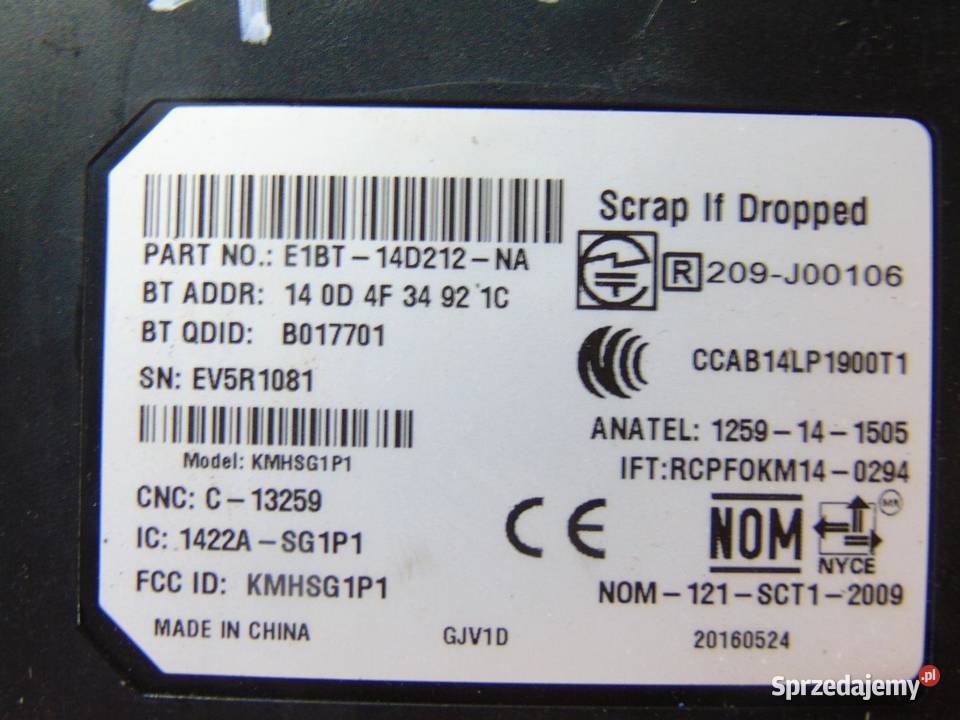 Scrap If Dropped
PART NO.: E1BT-14D212-NA
BT ADDR: 14 0D 4F 34 92 1C
R 209-J00106
BT QDID: B017701
CCAB14LP1900T1
SN: EV5R1081
ANATEL: 1259-14-1505
Model: KMHSG1P1
IFT:RCPFOKM14-0294
CNC: C-13259
CE
NOM
NYCE
IC: 1422A-SG1P1
FCC ID: KMHSG1P1
NOM-121-SCT1-2009
MADE IN CHINA
GJV1D
20160524
Sprzedajemy.pl